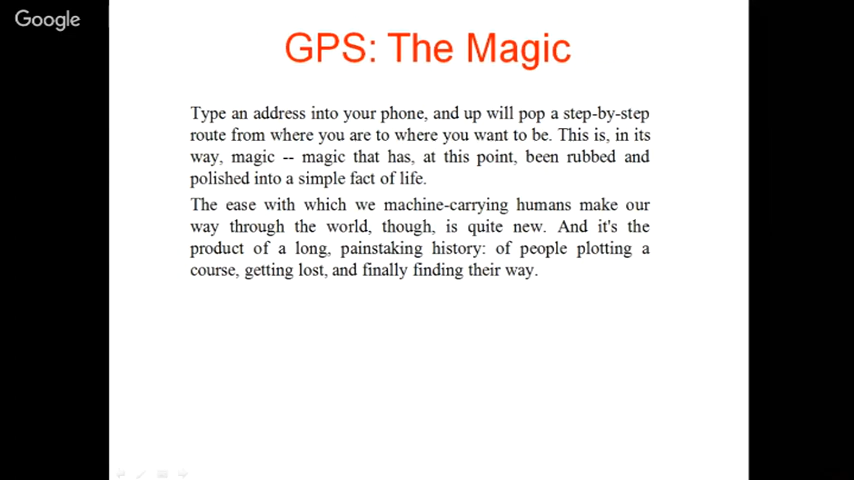 Google
GPS: The Magic
Type an address into your phone, and up will pop a step-by-step
route from where you are to where you want to be. This is, in its
way, magic -- magic that has, at this point, been rubbed and
polished into a simple fact of life.
The ease with which we machine-carrying humans make our
way through the world, though, is quite new. And it's the
product of a long, painstaking history: of people plotting a
course, getting lost, and finally finding their way.